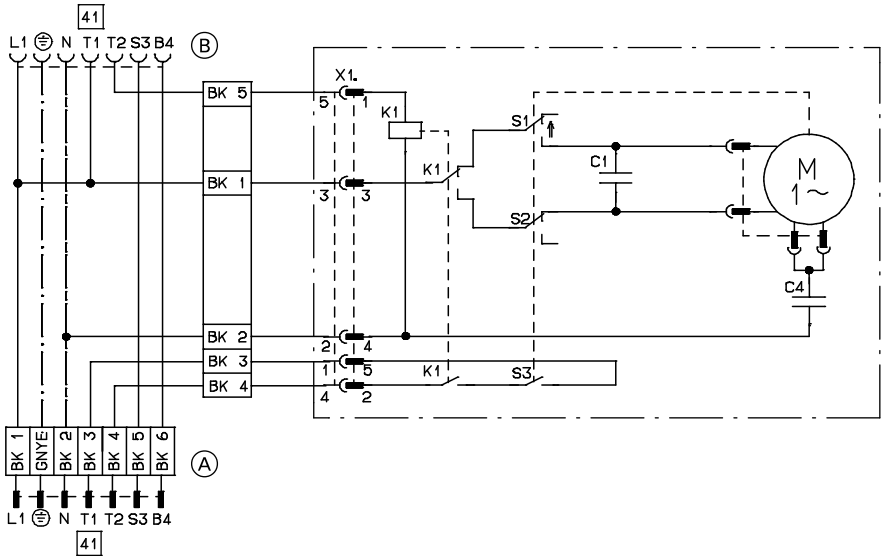 41
L1 ⏚ N T1 T2 S3 B4 B
BK 5
X1.
5 1
K1
S1
BK 1
3 3
K1
C1
M
1~
S2
C4
BK 2
2 4
BK 3
1 5
K1
S3
BK 4
4 2
BK 1
GNYE
BK 2
BK 3
BK 4
BK 5
BK 6
A
L1 ⏚ N T1 T2 S3 B4
41